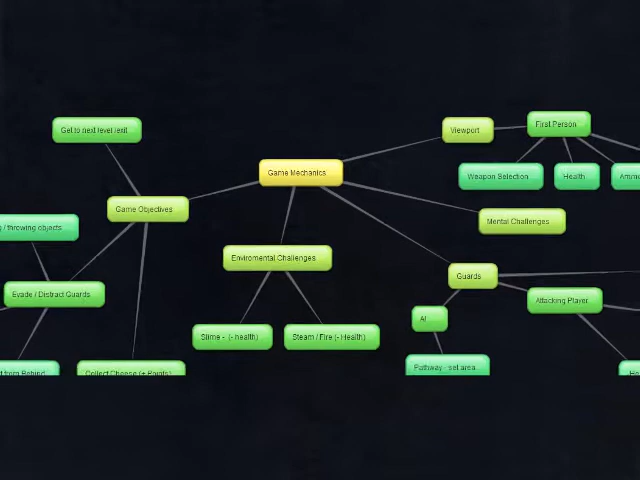 Get to next level /exit
Viewport
First Person
Game Mechanics
Weapon Selection
Health
Game Objectives
Mental Challenges
/ throwing objects
Enviromental Challenges
Guards
Evade / Distract Guards
Attacking Player
AI
Slime - (- health)
Steam / Fire (- Health)
from Behind
Collect Cheese (+ Points)
Pathway - set area